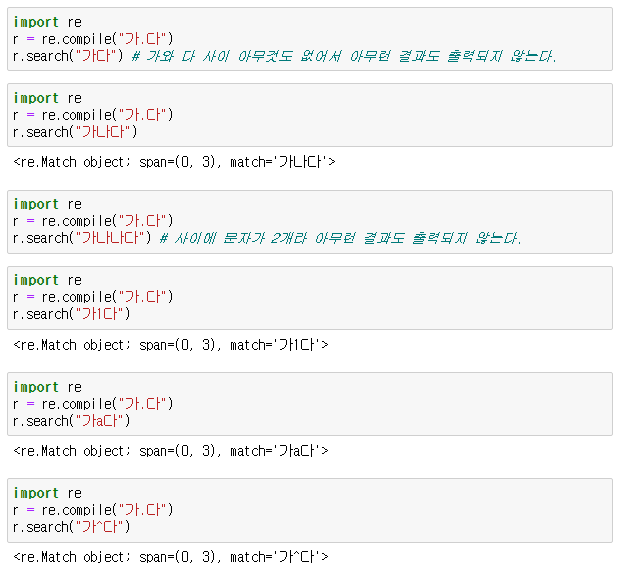 import re
r = re.compile("가.다")
r.search("가다") # 가와 다 사이 아무것도 없어서 아무런 결과도 출력되지 않는다.
import re
r = re.compile("가.다")
r.search("가나다")
<re.Match object; span=(0, 3), match='가나다'>
import re
r = re.compile("가.다")
r.search("가나나다") # 사이에 문자가 2개라 아무런 결과도 출력되지 않는다.
import re
r = re.compile("가.다")
r.search("가1다")
<re.Match object; span=(0, 3), match='가1다'>
import re
r = re.compile("가.다")
r.search("가a다")
<re.Match object; span=(0, 3), match='가a다'>
import re
r = re.compile("가.다")
r.search("가^다")
<re.Match object; span=(0, 3), match='가^다'>